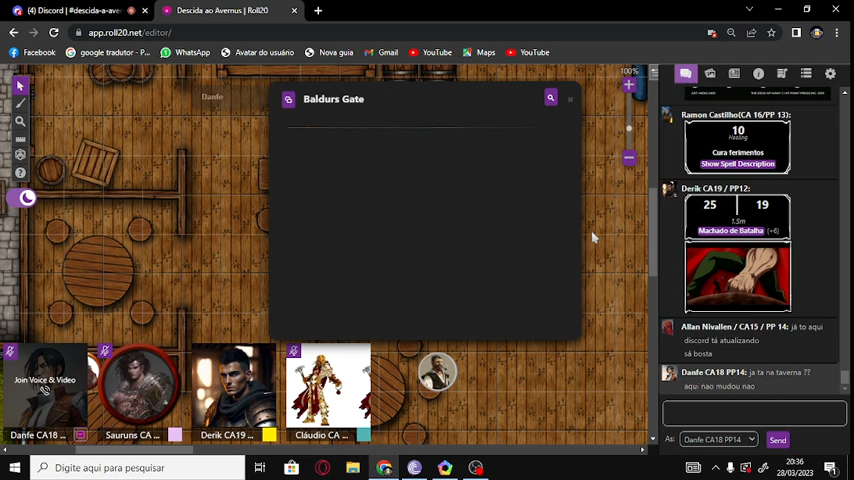 (4) Discord | #descida-a-ave
Descida ao Avernus | Roll20
app.roll20.net/editor/
Facebook
google tradutor - P...
WhatsApp
Avatar do usuário
Nova guia
Gmail
YouTube
Maps
YouTube
Danfe
Baldurs Gate
100%
Ramon Castilho(CA 16/PP 13):
10
Healing
Cura ferimentos
Show Spell Description
Derik CA19 / PP12:
25 19
1.5m
Machado de Batalha (+6)
Allan Nivallen / CA15 / PP 14: já to aqui
discord tá atualizando
sá bosta
Danfe CA18 PP14: ja ta na taverna ??
aqui nao mudou nao
Join Voice & Video
Danfe CA18 ...
Sauruns CA ...
Derik CA19 ...
Cláudio CA ...
As: Danfe CA18 PP14
Send
Digite aqui para pesquisar
20:36
28/03/2023
1